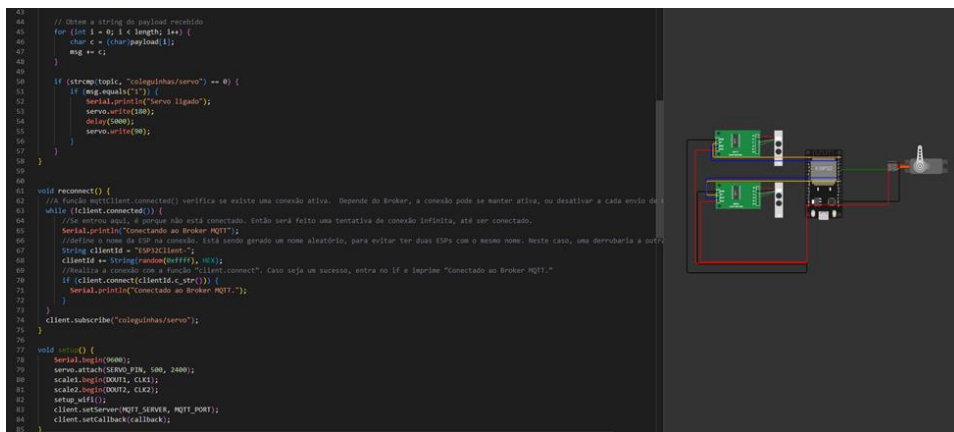 43
44 // Obtem a string do payload recebido
45 for (int i = 0; i < length; i++) {
46 char c = (char)payload[i];
47 msg += c;
48 }
49
50 if (strcmp(topic, "coleguinhas/servo") == 0) {
51 if (msg.equals("1")) {
52 Serial.println("Servo ligado");
53 servo.write(180);
54 delay(5000);
55 servo.write(90);
56 }
57 }
58 }
59
60
61 void reconnect() {
62 //A função mqttClient.connected() verifica se existe uma conexão ativa.  Depende do Broker, a conexão pode se manter ativa, ou desativar a cada envio de
63 while (!client.connected()) {
64 //Se entrou aqui, é porque não está conectado. Então será feito uma tentativa de conexão infinita, até ser conectado.
65 Serial.println("Conectando ao Broker MQTT");
66 //define o nome da ESP na conexão. Está sendo gerado um nome aleatório, para evitar ter duas ESPs com o mesmo nome. Neste caso, uma derrubaria a outra
67 String clientId = "ESP32Client-";
68 clientId += String(random(0xffff), HEX);
69 //Realiza a conexão com a função "client.connect". Caso seja um sucesso, entra no if e imprime "Conectado ao Broker MQTT."
70 if (client.connect(clientId.c_str())) {
71 Serial.println("Conectado ao Broker MQTT.");
72 }
73 }
74 client.subscribe("coleguinhas/servo");
75 }
76
77 void setup() {
78 Serial.begin(9600);
79 servo.attach(SERVO_PIN, 500, 2400);
80 scale1.begin(DOUT1, CLK1);
81 scale2.begin(DOUT2, CLK2);
82 setup_wifi();
83 client.setServer(MQTT_SERVER, MQTT_PORT);
84 client.setCallback(callback);
85 }
ESP32